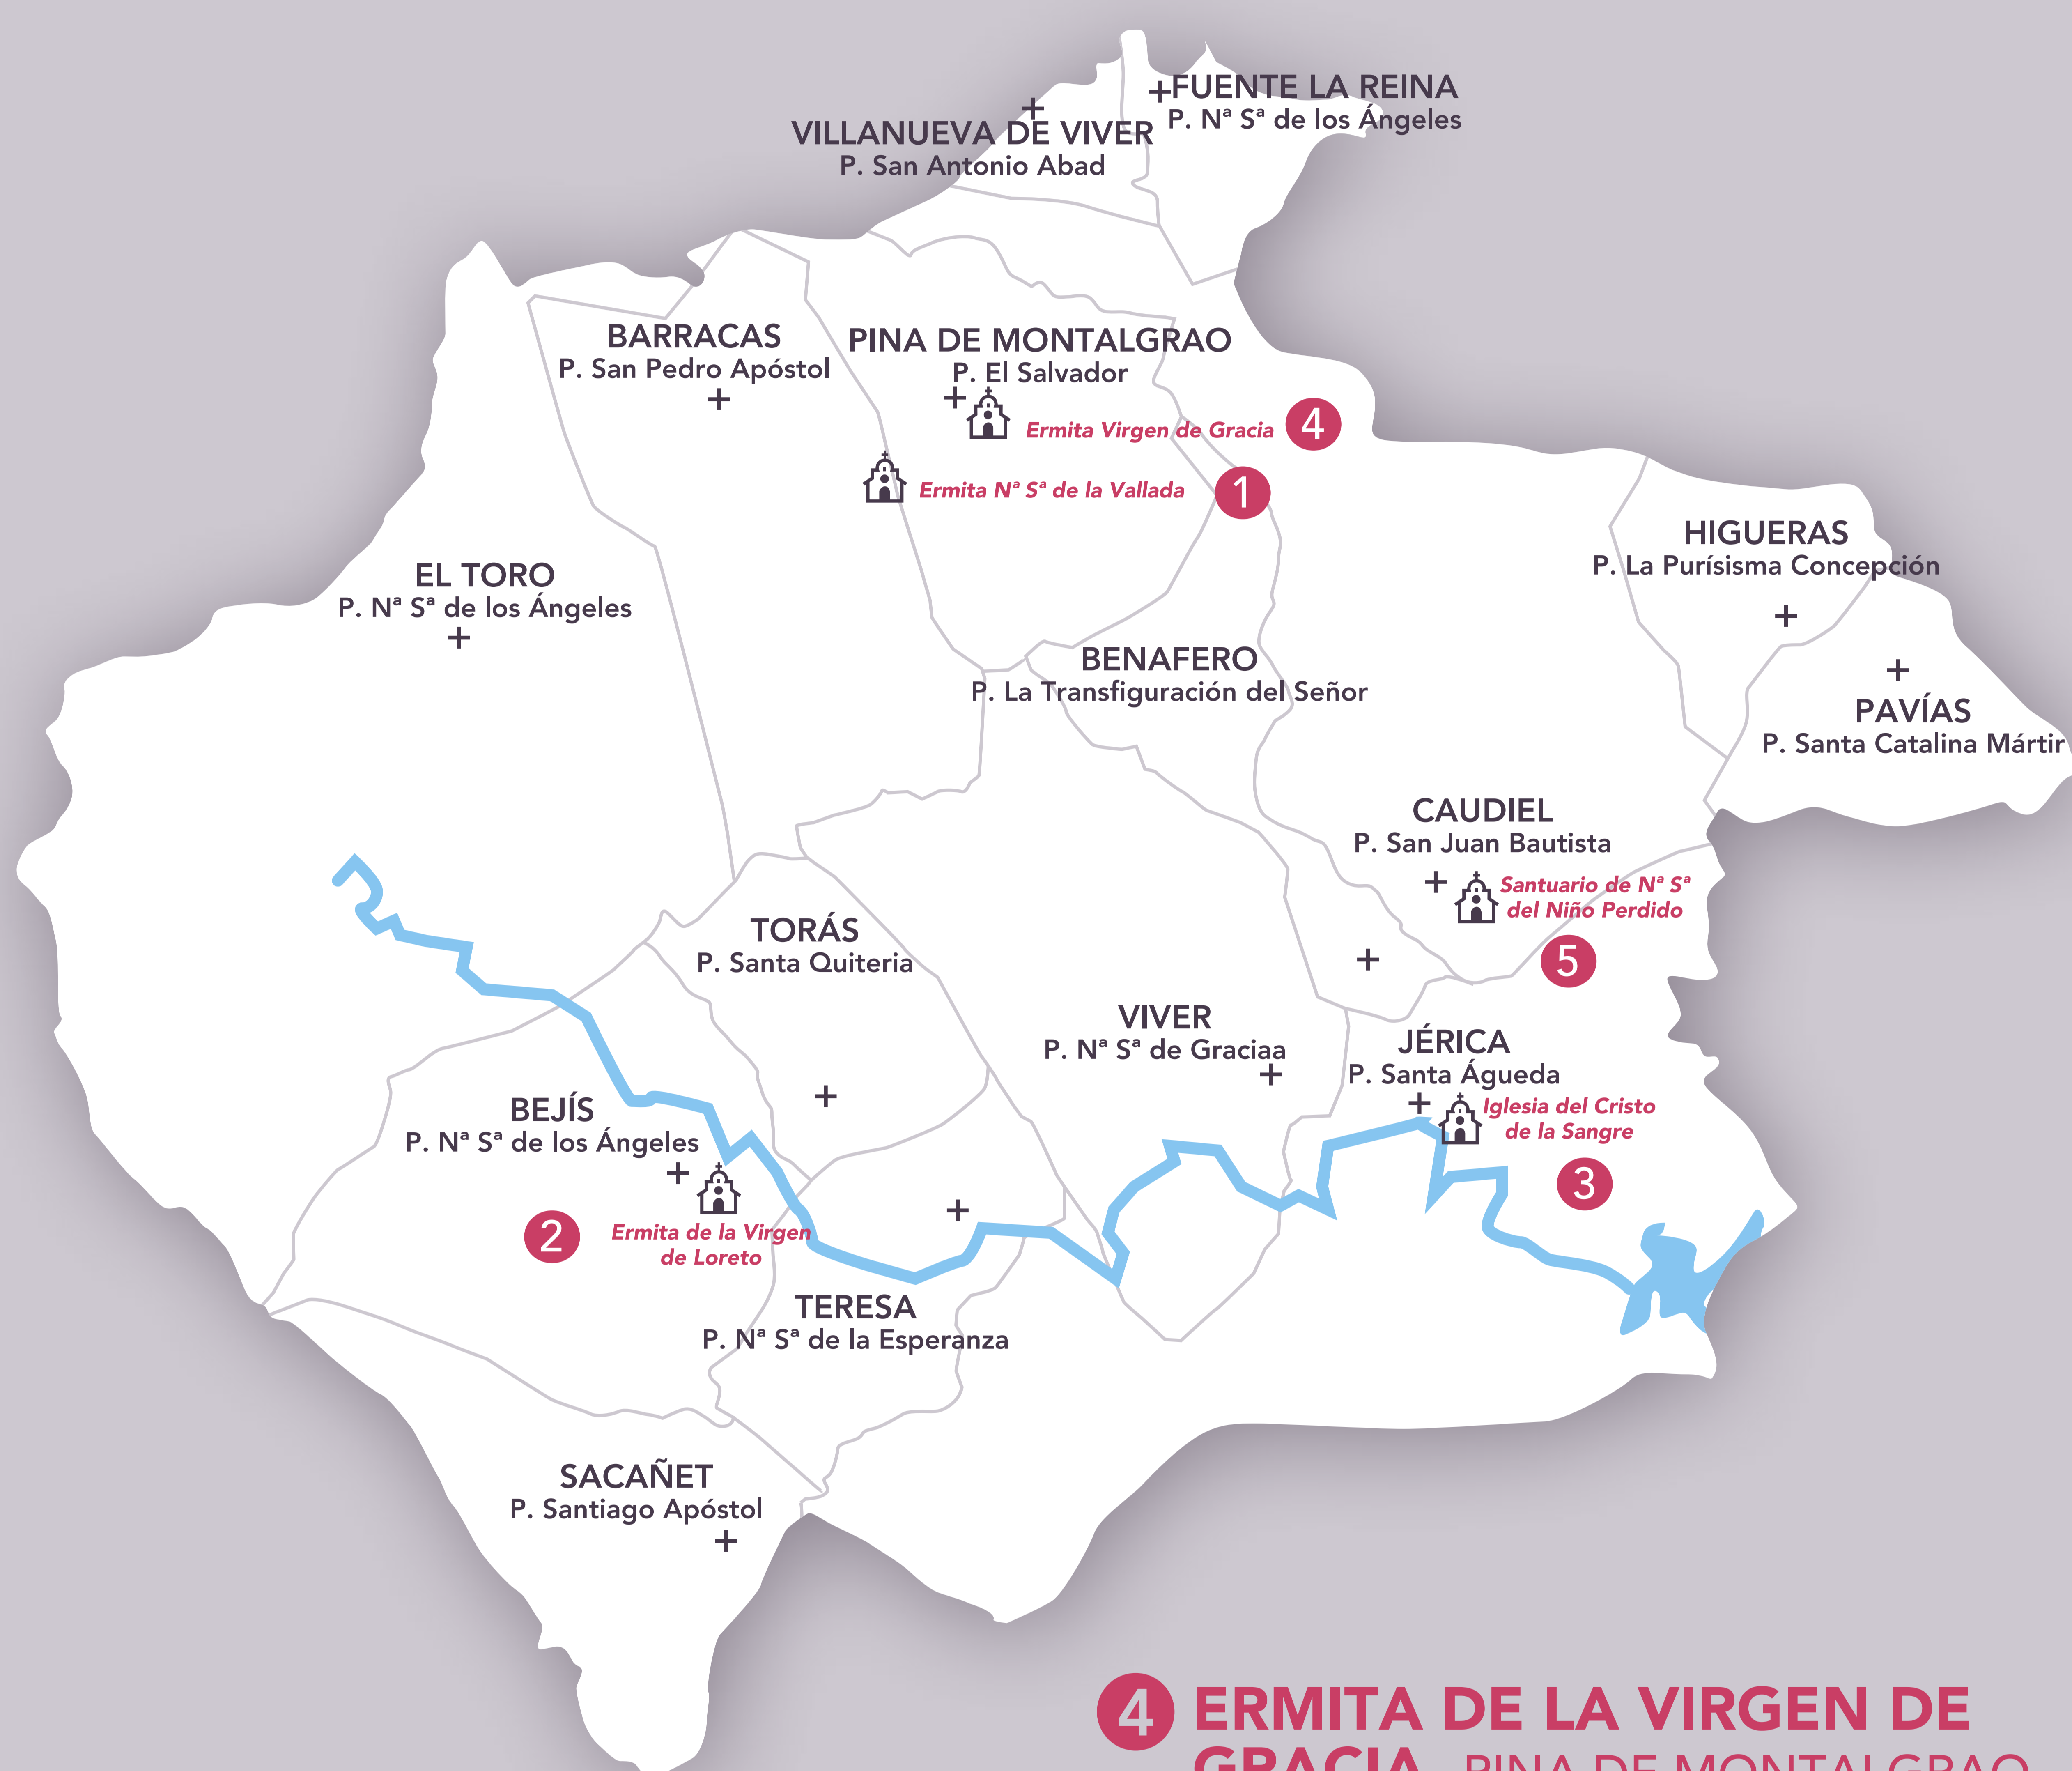 FUENTE LA REINA
P. Nª Sª de los Ángeles
VILLANUEVA DE VIVER
P. San Antonio Abad
BARRACAS
P. San Pedro Apóstol
PINA DE MONTALGRAO
P. El Salvador
Ermita Virgen de Gracia
4
Ermita Nª Sª de la Vallada
1
HIGUERAS
P. La Purísisma Concepción
EL TORO
P. Nª Sª de los Ángeles
BENAFERO
P. La Transfiguración del Señor
PAVÍAS
P. Santa Catalina Mártir
CAUDIEL
P. San Juan Bautista
Santuario de Nª Sª
del Niño Perdido
5
TORÁS
P. Santa Quiteria
VIVER
P. Nª Sª de Graciaa
JÉRICA
P. Santa Águeda
Iglesia del Cristo
de la Sangre
3
BEJÍS
P. Nª Sª de los Ángeles
2
Ermita de la Virgen
de Loreto
TERESA
P. Nª Sª de la Esperanza
SACAÑET
P. Santiago Apóstol
4 ERMITA DE LA VIRGEN DE
GRACIA. PINA DE MONTALGRAO